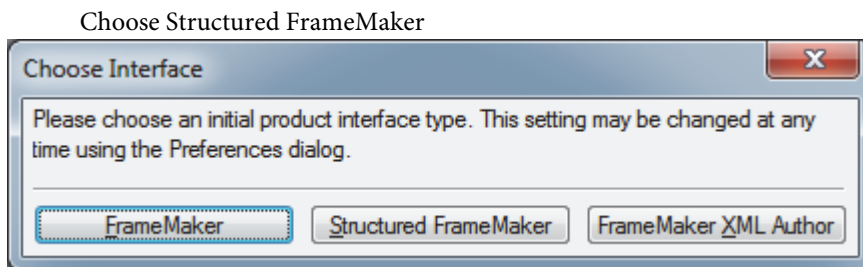 Choose Structured FrameMaker
Choose Interface
Please choose an initial product interface type. This setting may be changed at any
time using the Preferences dialog.
FrameMaker Structured FrameMaker FrameMaker XML Author